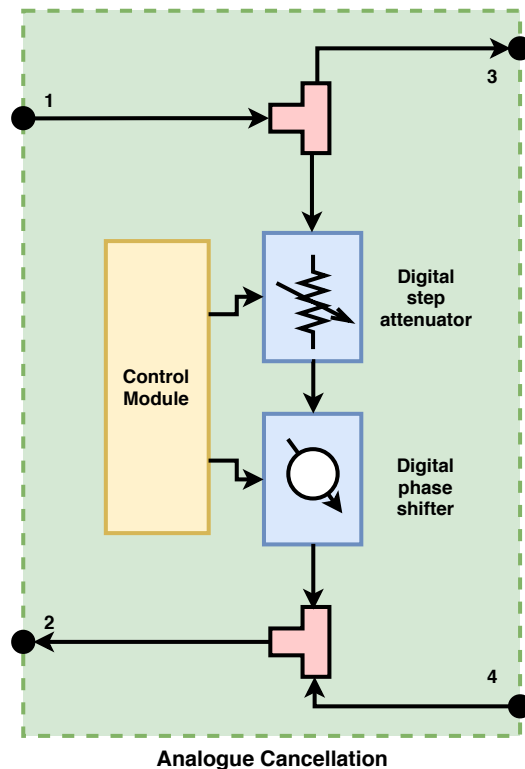 1
3
Digital
step
attenuator
Control
Module
Digital
phase
shifter
2
4
Analogue Cancellation